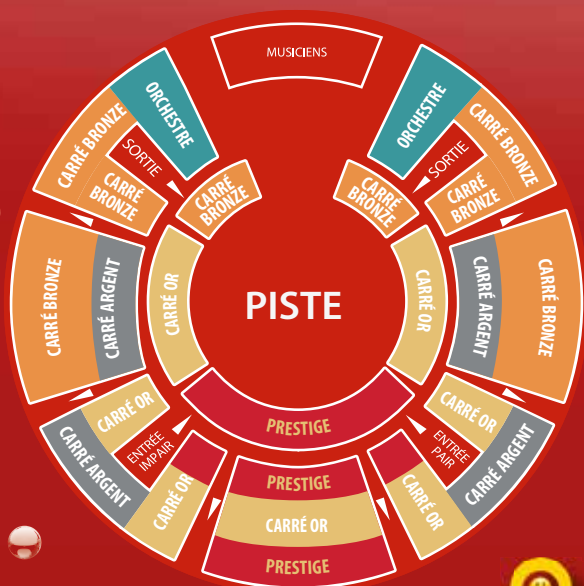 MUSICIENS
ORCHESTRE
ORCHESTRE
CARRÉ BRONZE
SORTIE
CARRÉ
BRONZE
CARRÉ
BRONZE
CARRÉ
BRONZE
SORTIE
CARRÉ
BRONZE
CARRÉ BRONZE
CARRÉ BRONZE
CARRÉ ARGENT
CARRÉ OR
PISTE
CARRÉ OR
CARRÉ ARGENT
CARRÉ BRONZE
CARRÉ OR
ENTRÉE
IMPAIR
CARRÉ ARGENT
CARRÉ OR
PRESTIGE
PRESTIGE
CARRÉ OR
PRESTIGE
CARRÉ OR
ENTRÉE
PAIR
CARRÉ OR
CARRÉ ARGENT